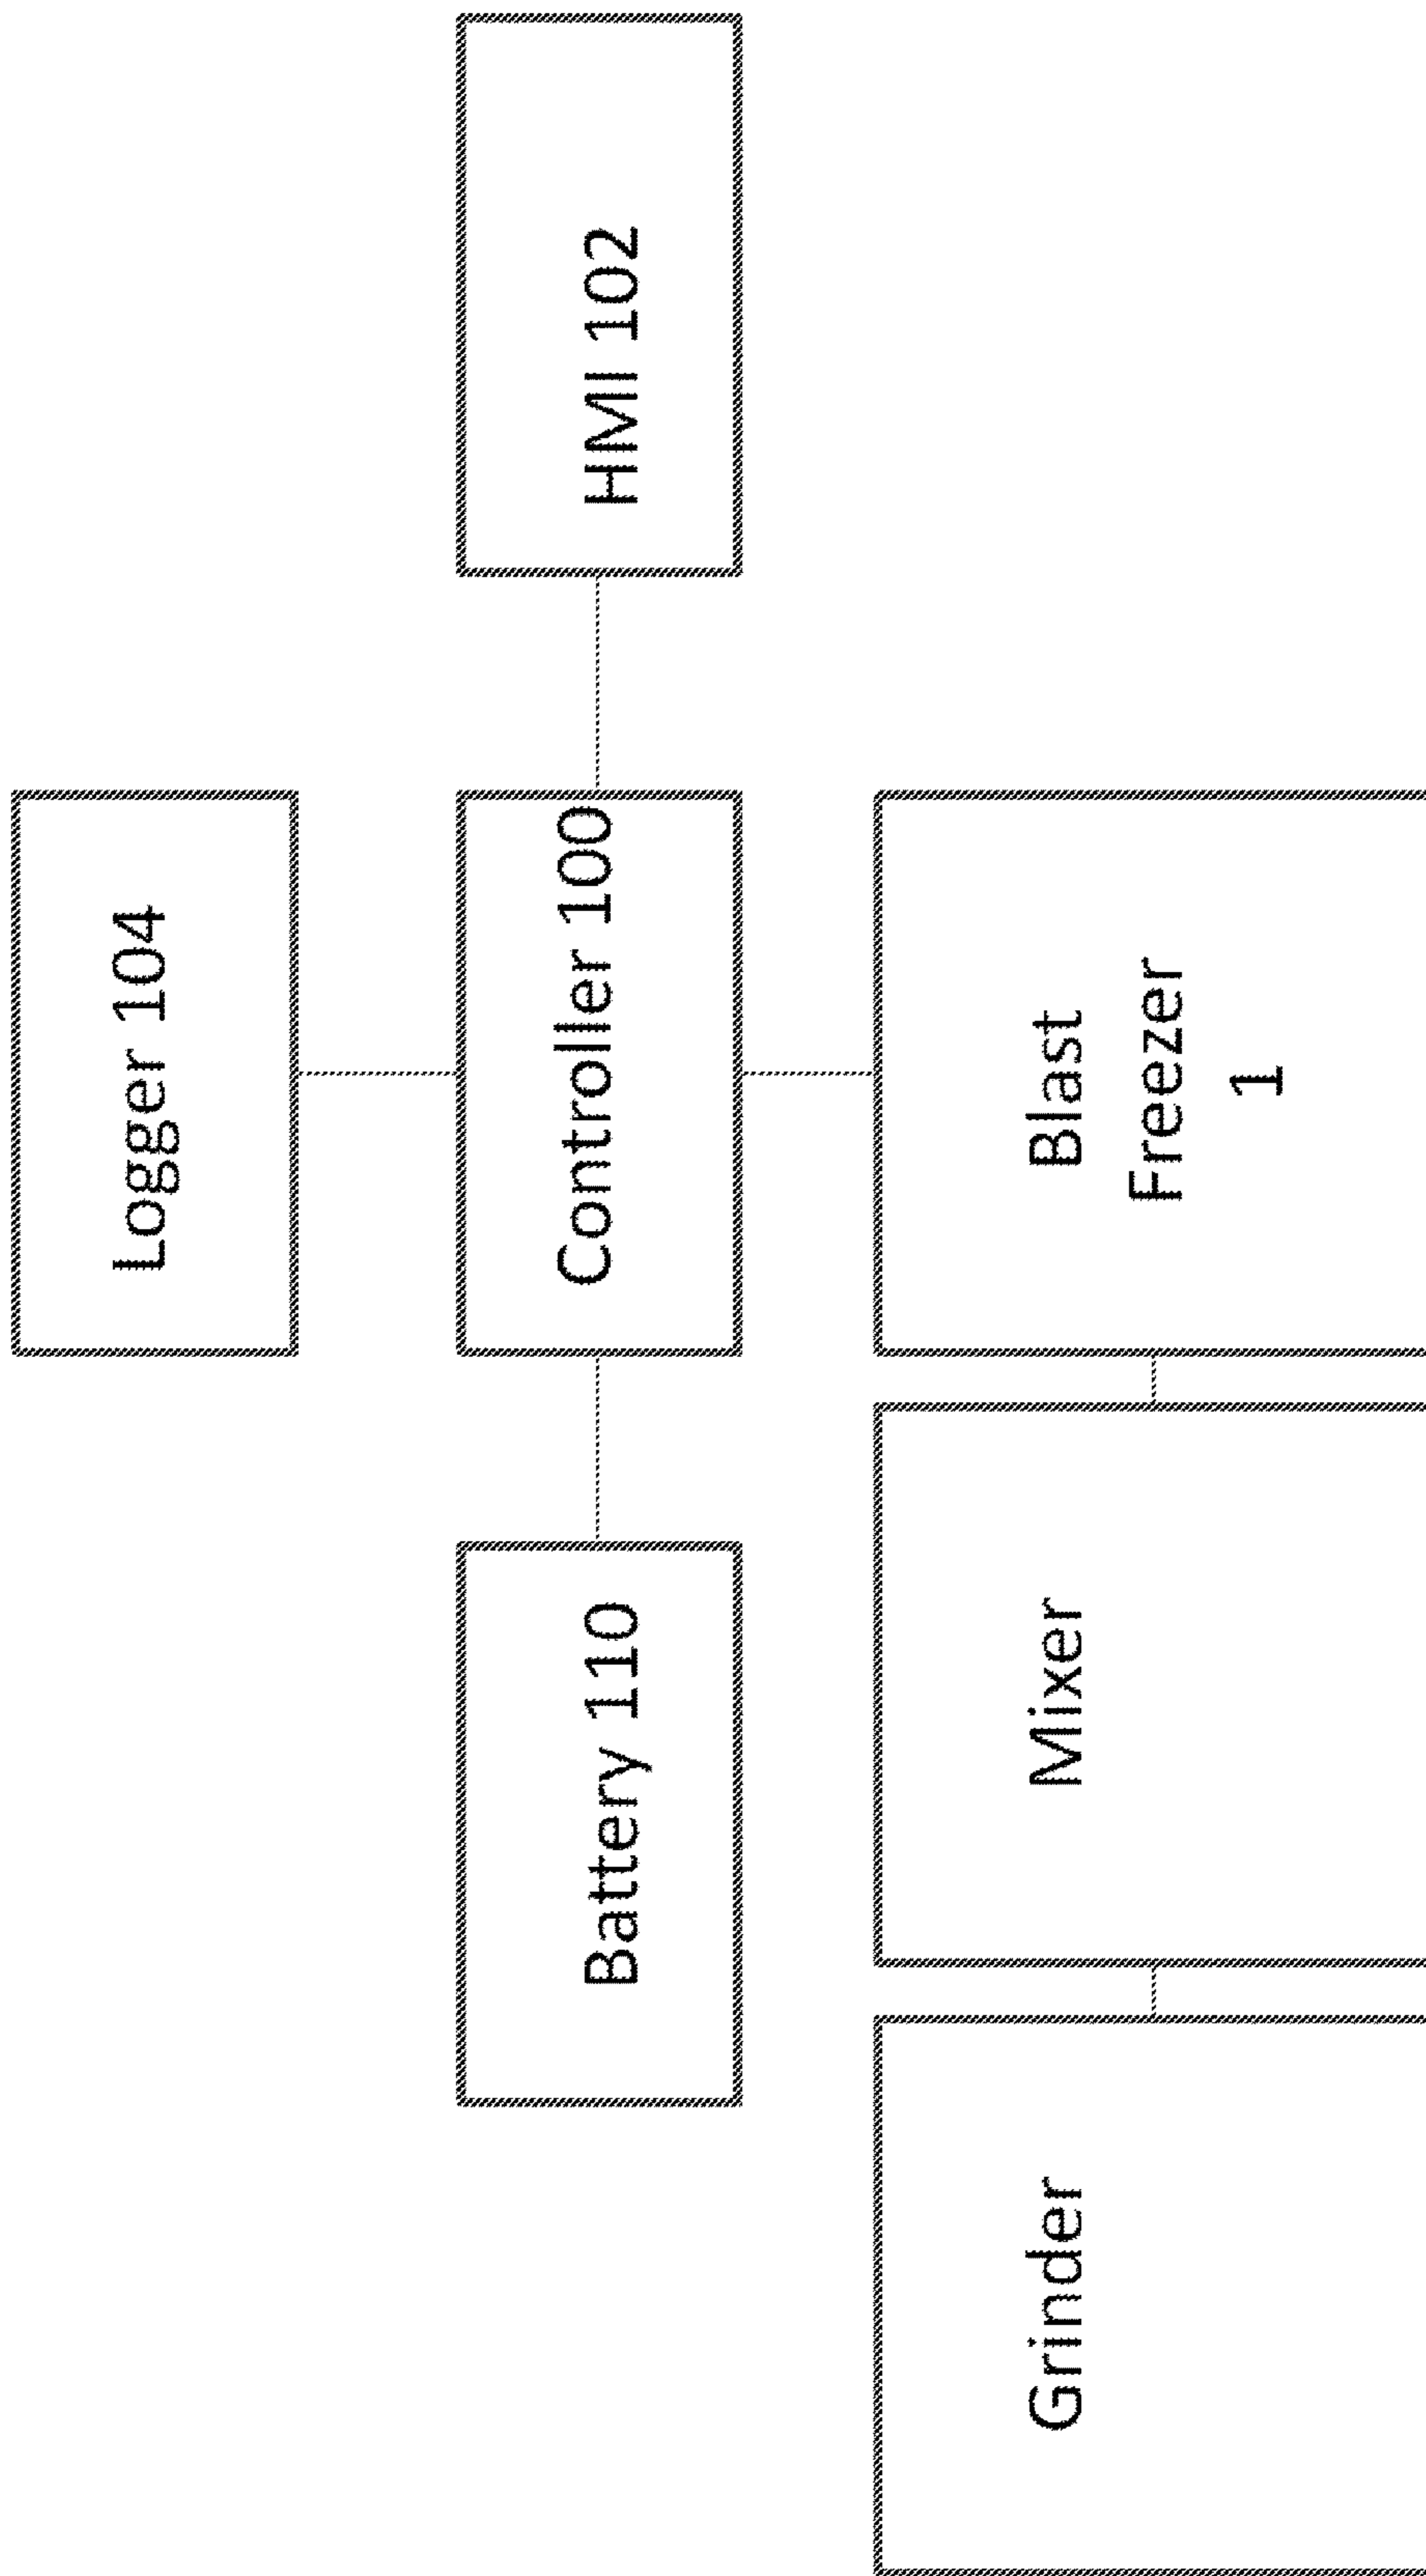 Logger 104
Battery 110
Controller 100
HMI 102
Grinder
Mixer
Blast
Freezer
1